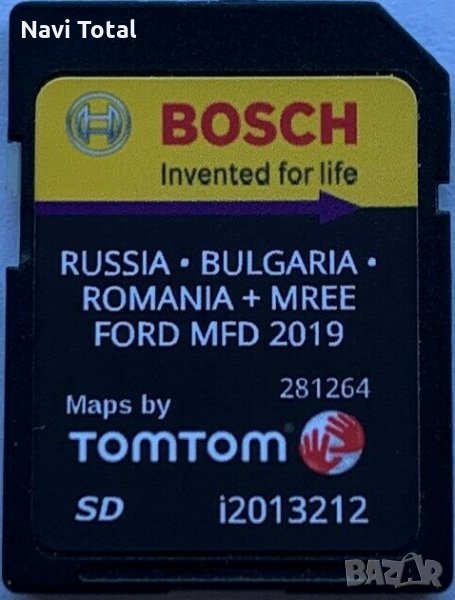 Navi Total
BOSCH
Invented for life
RUSSIA • BULGARIA •
ROMANIA + MREE
FORD MFD 2019
281264
Maps by
TOMTOM
SD
i2013212
BAZAR